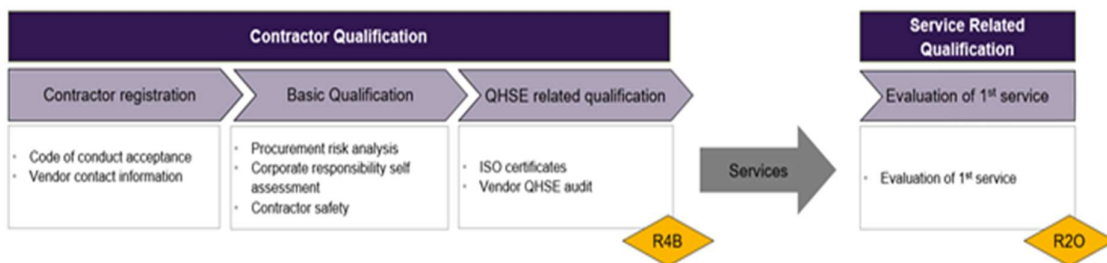 Contractor Qualification
Service Related
Qualification
Contractor registration
Basic Qualification
QHSE related qualification
Evaluation of 1st service
• Code of conduct acceptance
• Vendor contact information
• Procurement risk analysis
• Corporate responsibility self
assessment
• Contractor safety
• ISO certificates
• Vendor QHSE audit
Services
• Evaluation of 1st service
R4B
R2O